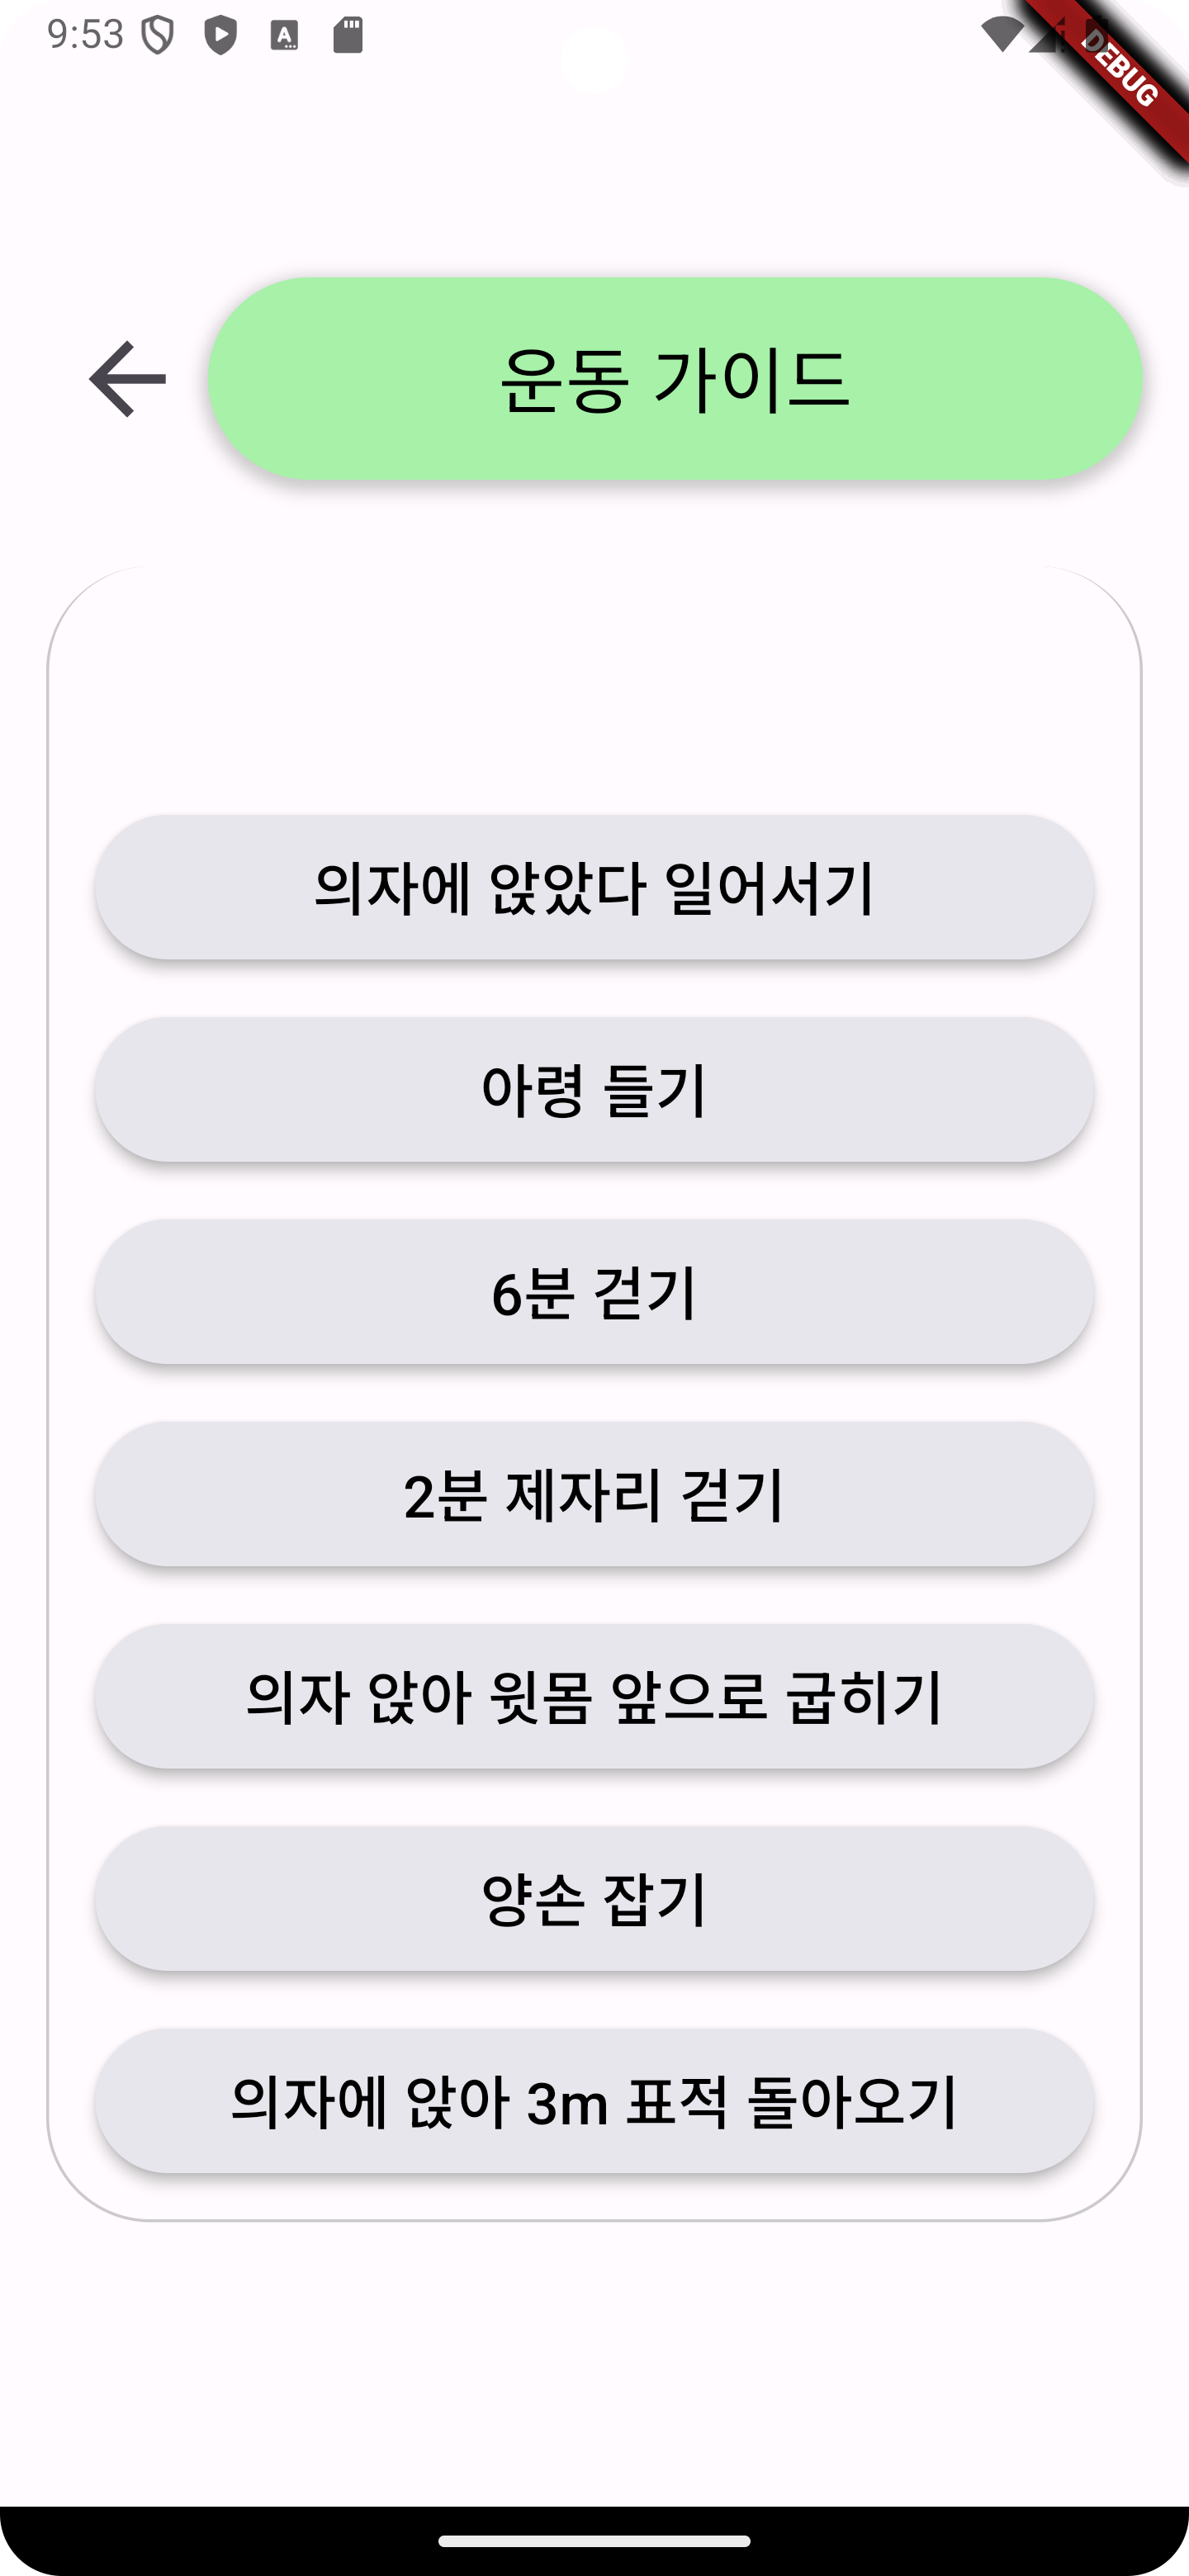 9:53
DEBUG
운동 가이드
의자에 앉았다 일어서기
아령 들기
6분 걷기
2분 제자리 걷기
의자 앉아 윗몸 앞으로 굽히기
양손 잡기
의자에 앉아 3m 표적 돌아오기